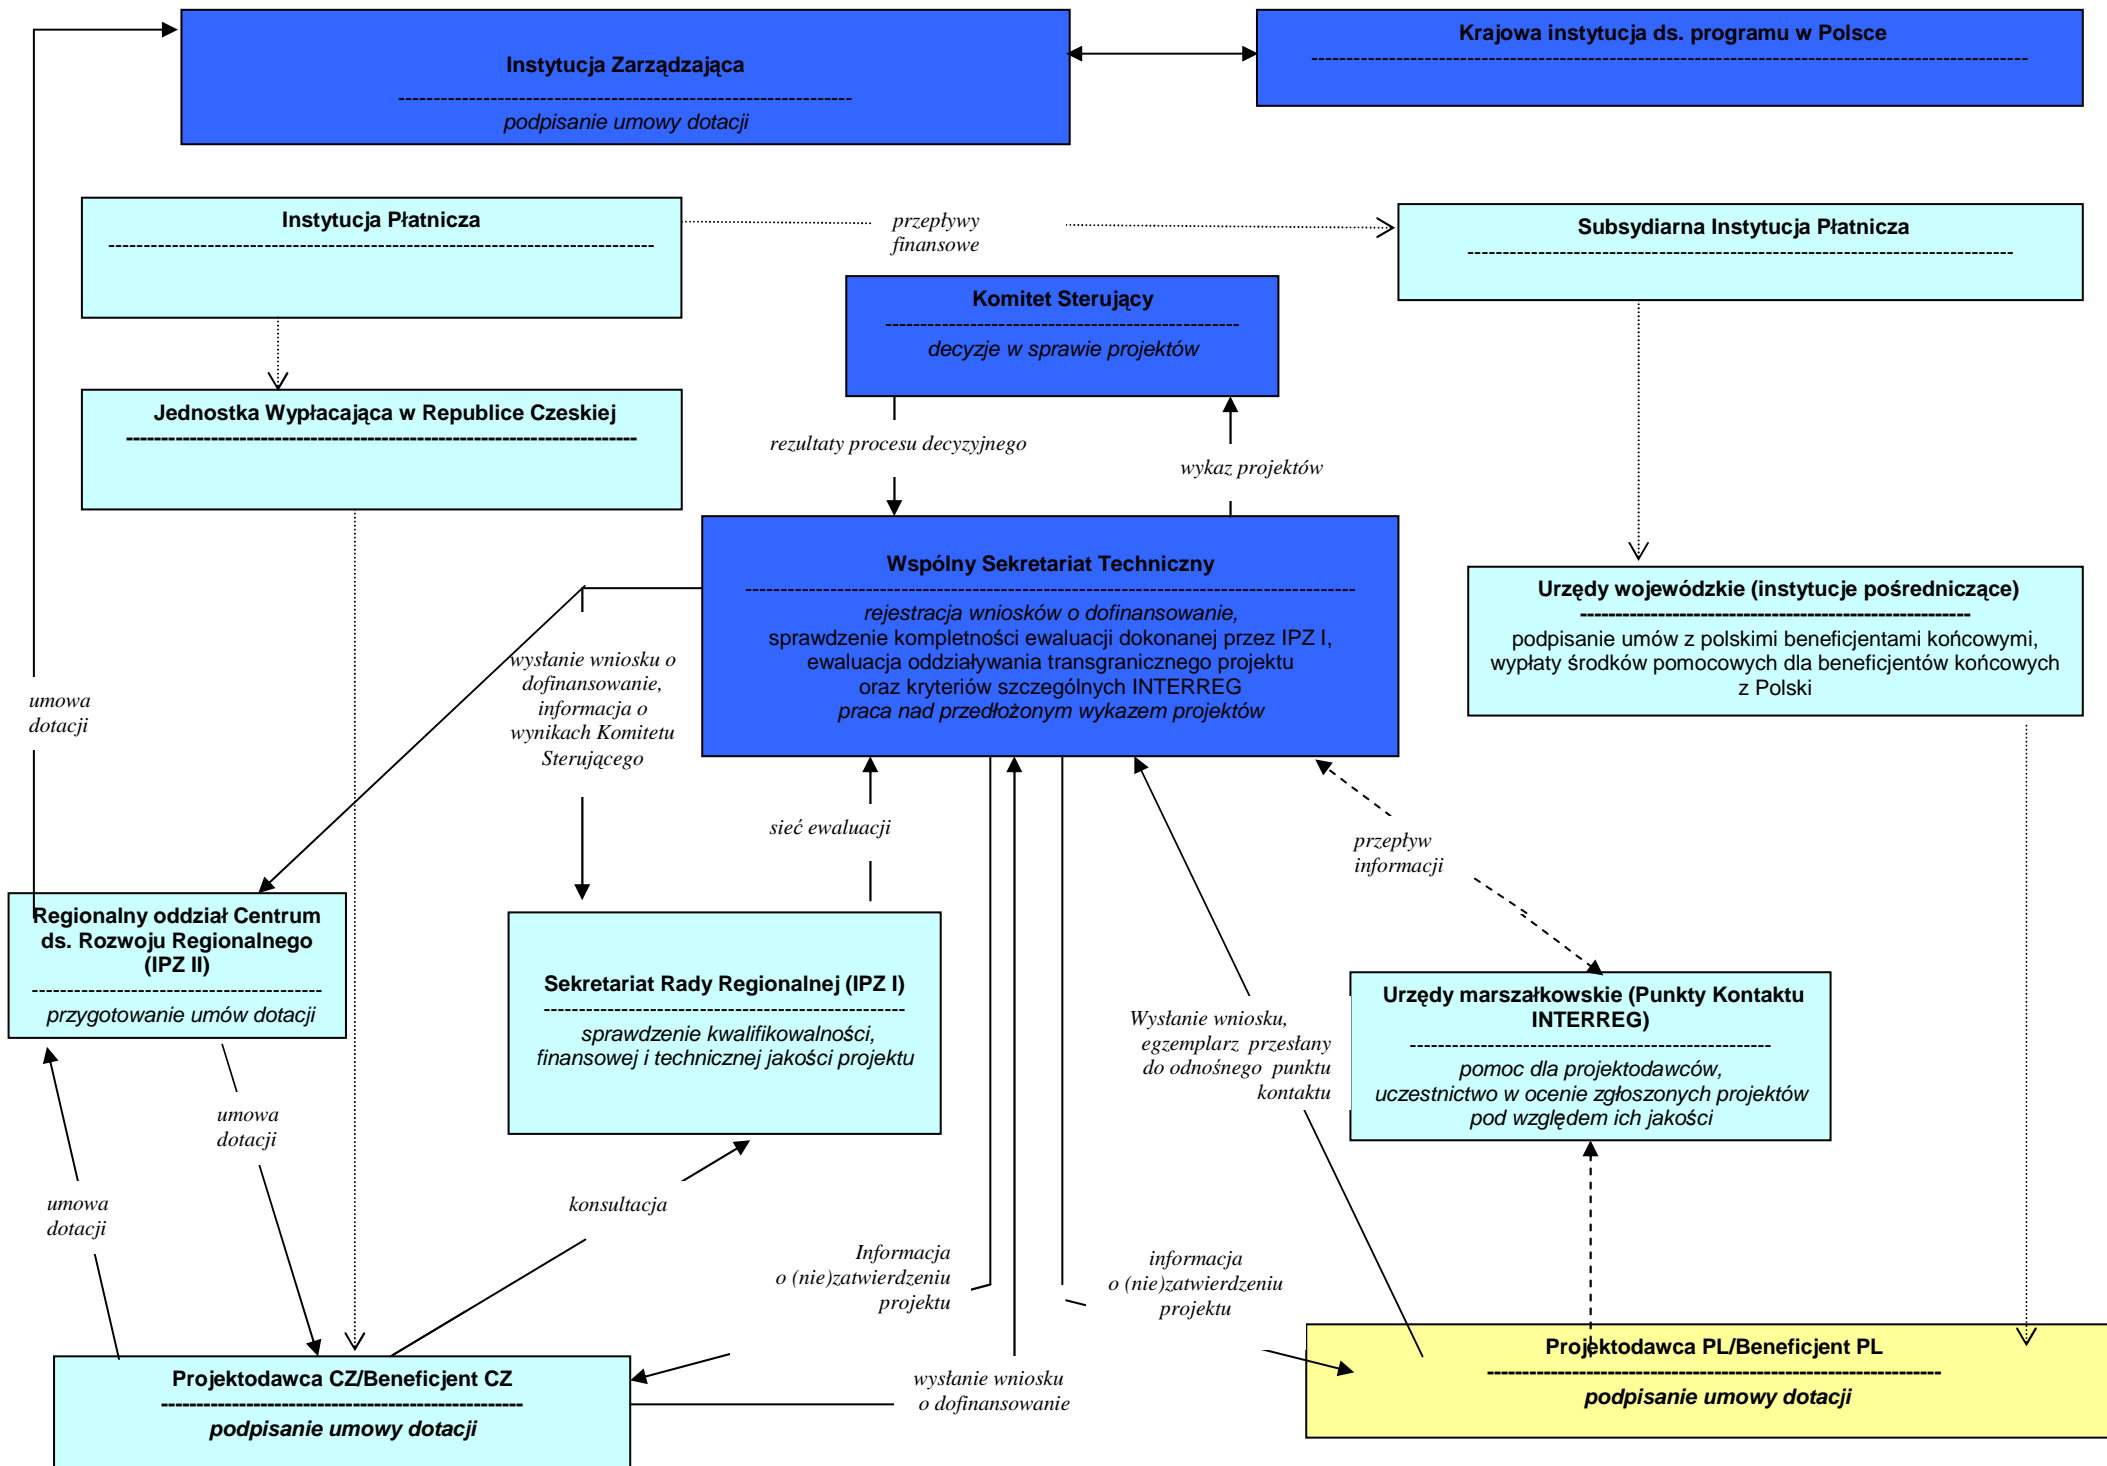 Instytucja Zarządzająca
podpisanie umowy dotacji
Krajowa instytucja ds. programu w Polsce
Instytucja Płatnicza
przepływy
finansowe
Subsydiarna Instytucja Płatnicza
Komitet Sterujący
decyzje w sprawie projektów
Jednostka Wypłacająca w Republice Czeskiej
rezultaty procesu decyzyjnego
wykaz projektów
Wspólny Sekretariat Techniczny
rejestracja wniosków o dofinansowanie,
sprawdzenie kompletności ewaluacji dokonanej przez IPZ I,
ewaluacja oddziaływania transgranicznego projektu
oraz kryteriów szczególnych INTERREG
praca nad przedłożonym wykazem projektów
Urzędy wojewódzkie (instytucje pośredniczące)
podpisanie umów z polskimi beneficjentami końcowymi,
wypłaty środków pomocowych dla beneficjentów końcowych
z Polski
umowa
dotacji
wysłanie wniosku o
dofinansowanie,
informacja o
wynikach Komitetu
Sterującego
sieć ewaluacji
przepływ
informacji
Regionalny oddział Centrum
ds. Rozwoju Regionalnego
(IPZ II)
przygotowanie umów dotacji
Sekretariat Rady Regionalnej (IPZ I)
sprawdzenie kwalifikowalności,
finansowej i technicznej jakości projektu
Wysłanie wniosku,
egzemplarz przesłany
do odnośnego punktu
kontaktu
Urzędy marszałkowskie (Punkty Kontaktu
INTERREG)
pomoc dla projektodawców,
uczestnictwo w ocenie zgłoszonych projektów
pod względem ich jakości
umowa
dotacji
umowa
dotacji
konsultacja
Informacja
o (nie)zatwierdzeniu
projektu
informacja
o (nie)zatwierdzeniu
projektu
Projektodawca CZ/Beneficjent CZ
podpisanie umowy dotacji
wysłanie wniosku
o dofinansowanie
Projektodawca PL/Beneficjent PL
podpisanie umowy dotacji